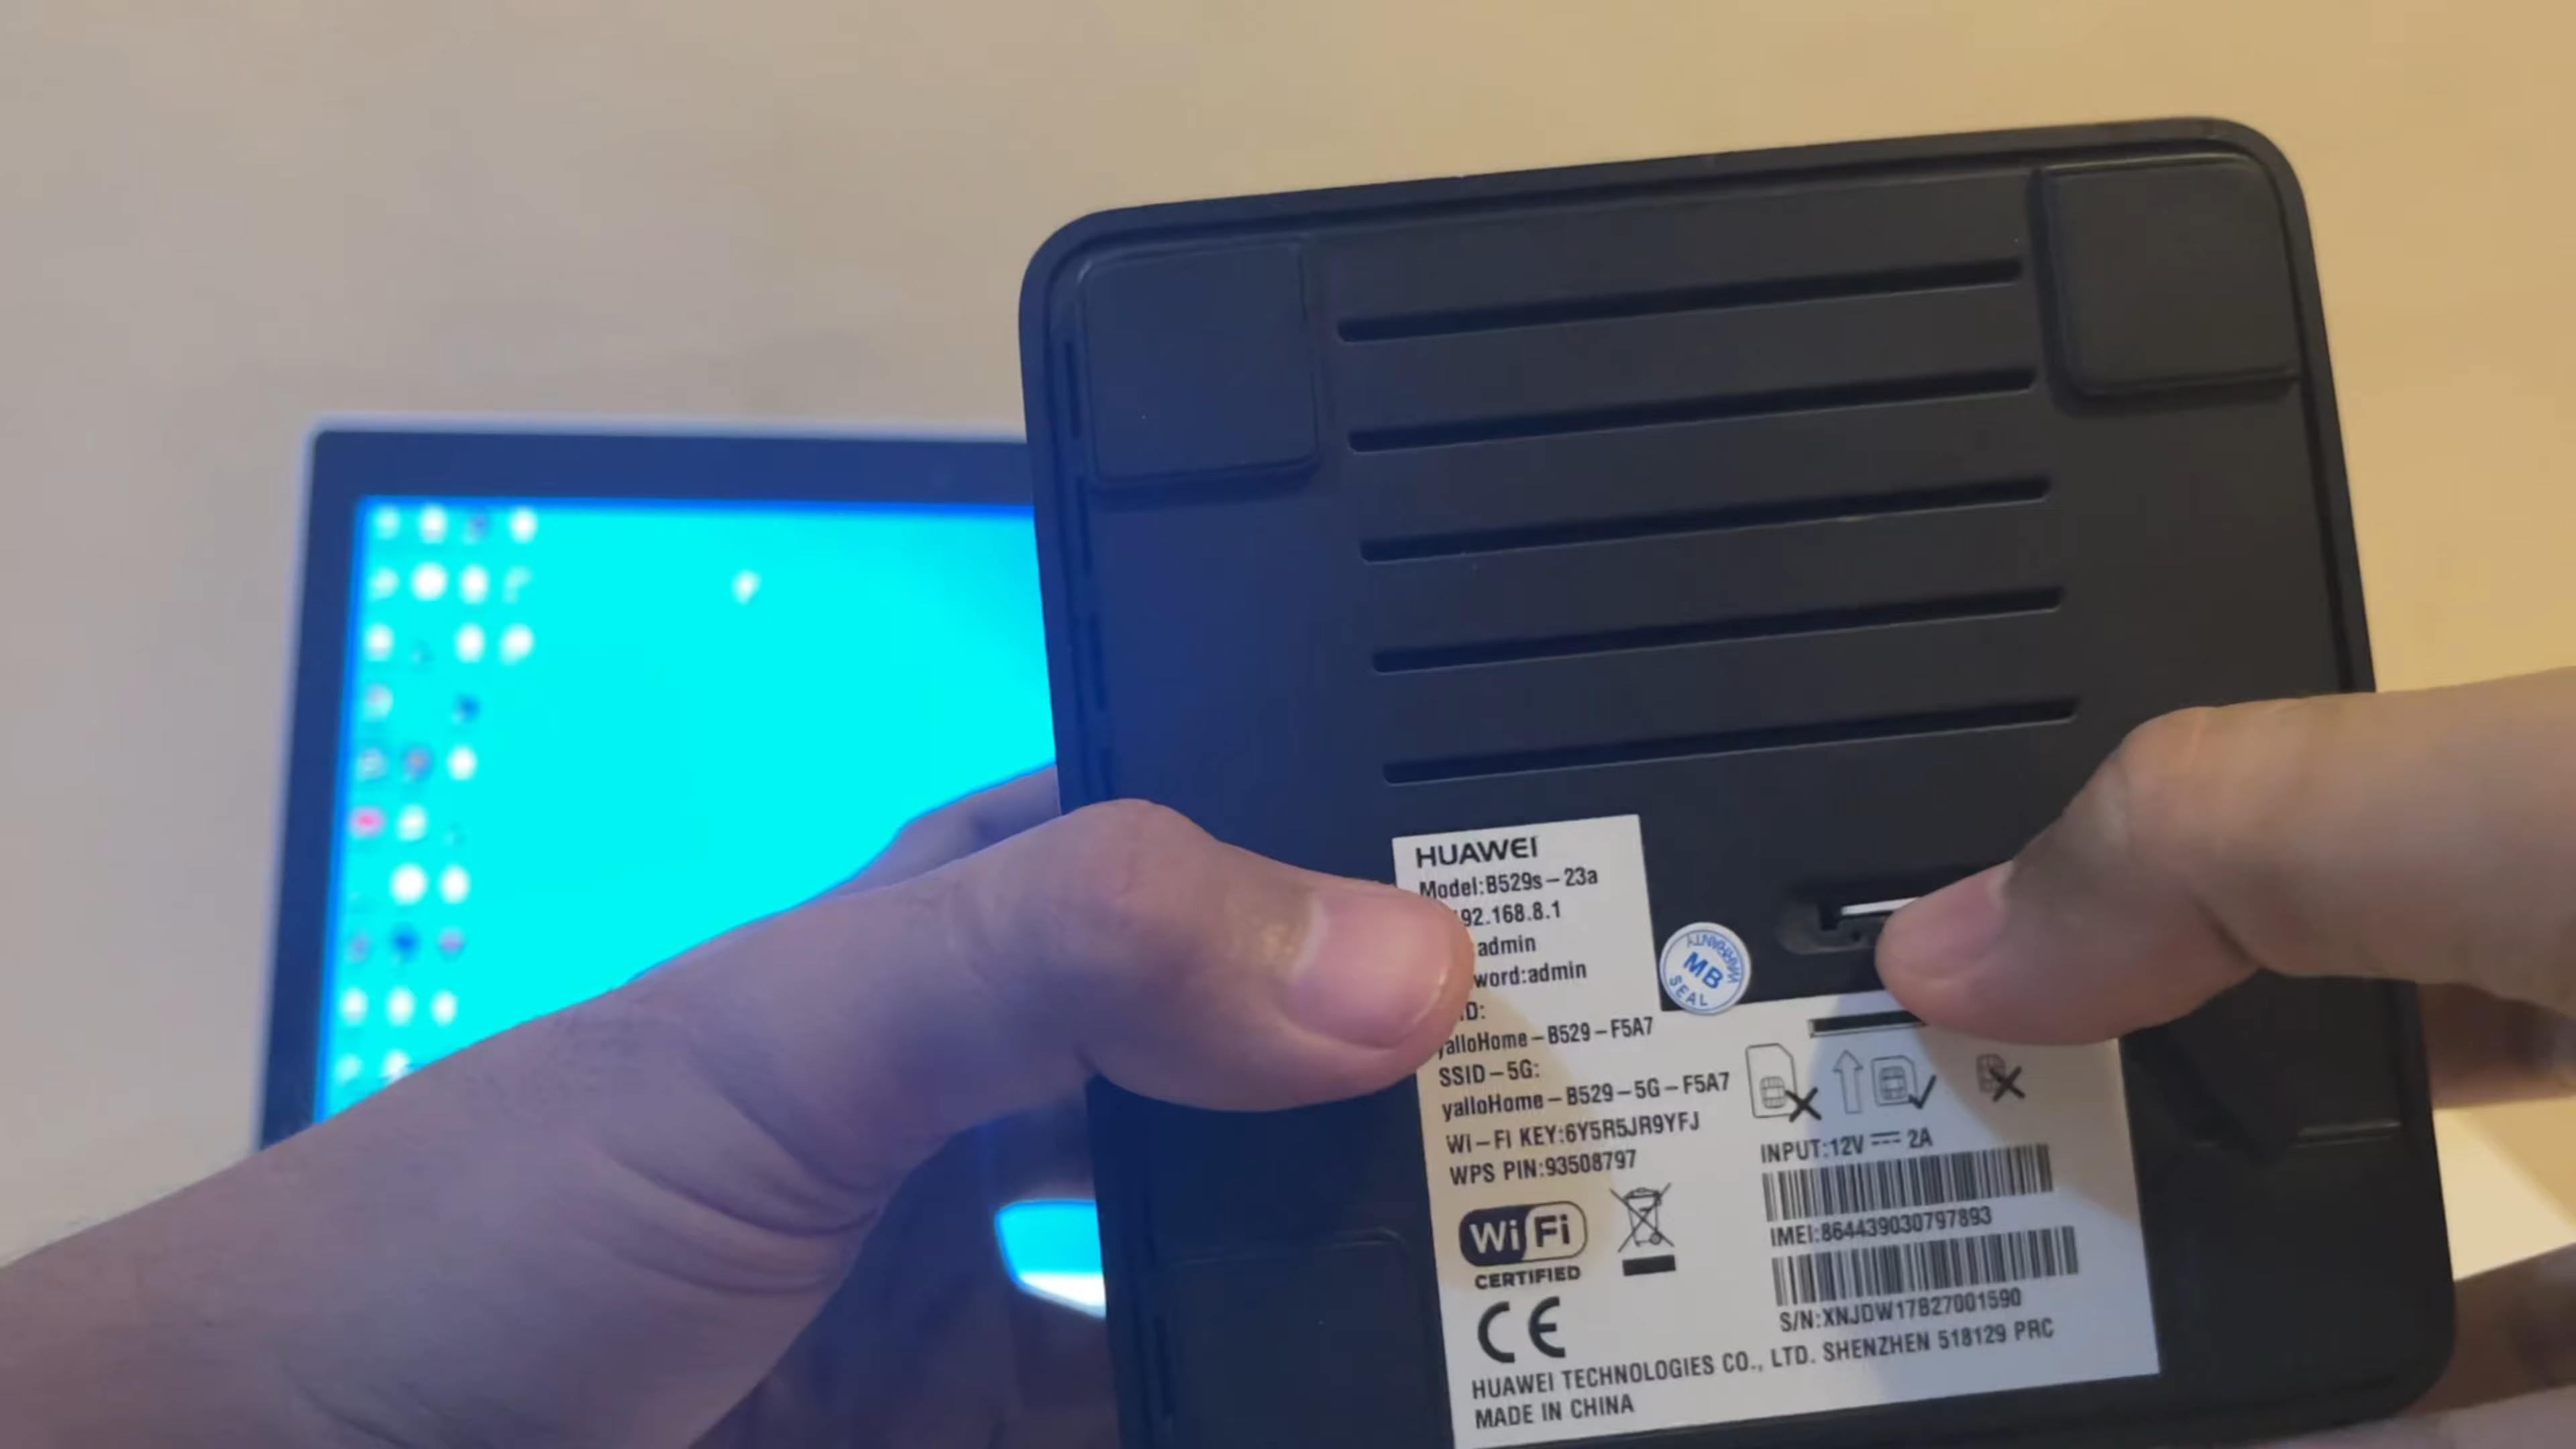 HUAWEI
Model:B529s-23a
92.168.8.1
admin
word:admin
D:
yalloHome-B529-F5A7
SSID-5G:
yalloHome-B529-5G-F5A7
Wi-Fi KEY:6Y5R5JR9YFJ
WPS PIN:93508797
WiFi
CERTIFIED
CE
WARRANTY
MB
SEAL
INPUT:12V 2A
IMEI:864439030797893
S/N:XNJDW17B27001590
HUAWEI TECHNOLOGIES CO., LTD. SHENZHEN 518129 PRC
MADE IN CHINA